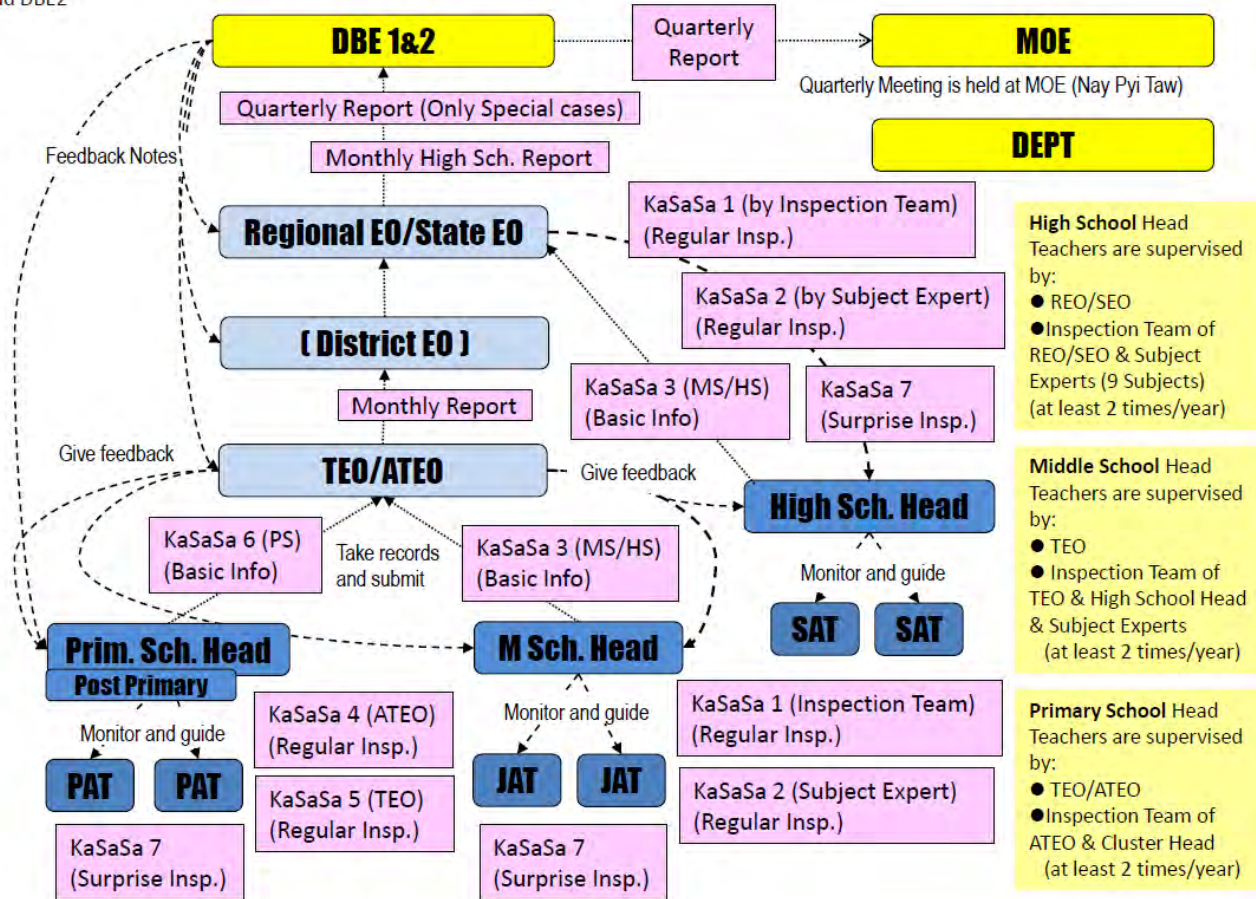 DBE 1&2
Quarterly
Report
MOE
Quarterly Meeting is held at MOE (Nay Pyi Taw)
Quarterly Report (Only Special cases)
DEPT
Feedback Notes
Monthly High Sch. Report
Regional EO/State EO
KaSaSa 1 (by Inspection Team)
(Regular Insp.)
KaSaSa 2 (by Subject Expert)
(Regular Insp.)
High School Head
Teachers are supervised
by:
● REO/SEO
●Inspection Team of
REO/SEO & Subject
Experts (9 Subjects)
(at least 2 times/year)
( District EO )
KaSaSa 3 (MS/HS)
(Basic Info)
KaSaSa 7
(Surprise Insp.)
Monthly Report
Give feedback
TEO/ATEO
Give feedback
High Sch. Head
Middle School Head
Teachers are supervised
by:
● TEO
● Inspection Team of
TEO & High School Head
& Subject Experts
(at least 2 times/year)
KaSaSa 6 (PS)
(Basic Info)
Take records
and submit
KaSaSa 3 (MS/HS)
(Basic Info)
Monitor and guide
SAT
SAT
Prim. Sch. Head
Post Primary
M Sch. Head
Monitor and guide
PAT
PAT
KaSaSa 4 (ATEO)
(Regular Insp.)
KaSaSa 5 (TEO)
(Regular Insp.)
Monitor and guide
JAT
JAT
KaSaSa 1 (Inspection Team)
(Regular Insp.)
KaSaSa 2 (Subject Expert)
(Regular Insp.)
Primary School Head
Teachers are supervised
by:
● TEO/ATEO
●Inspection Team of
ATEO & Cluster Head
(at least 2 times/year)
KaSaSa 7
(Surprise Insp.)
KaSaSa 7
(Surprise Insp.)